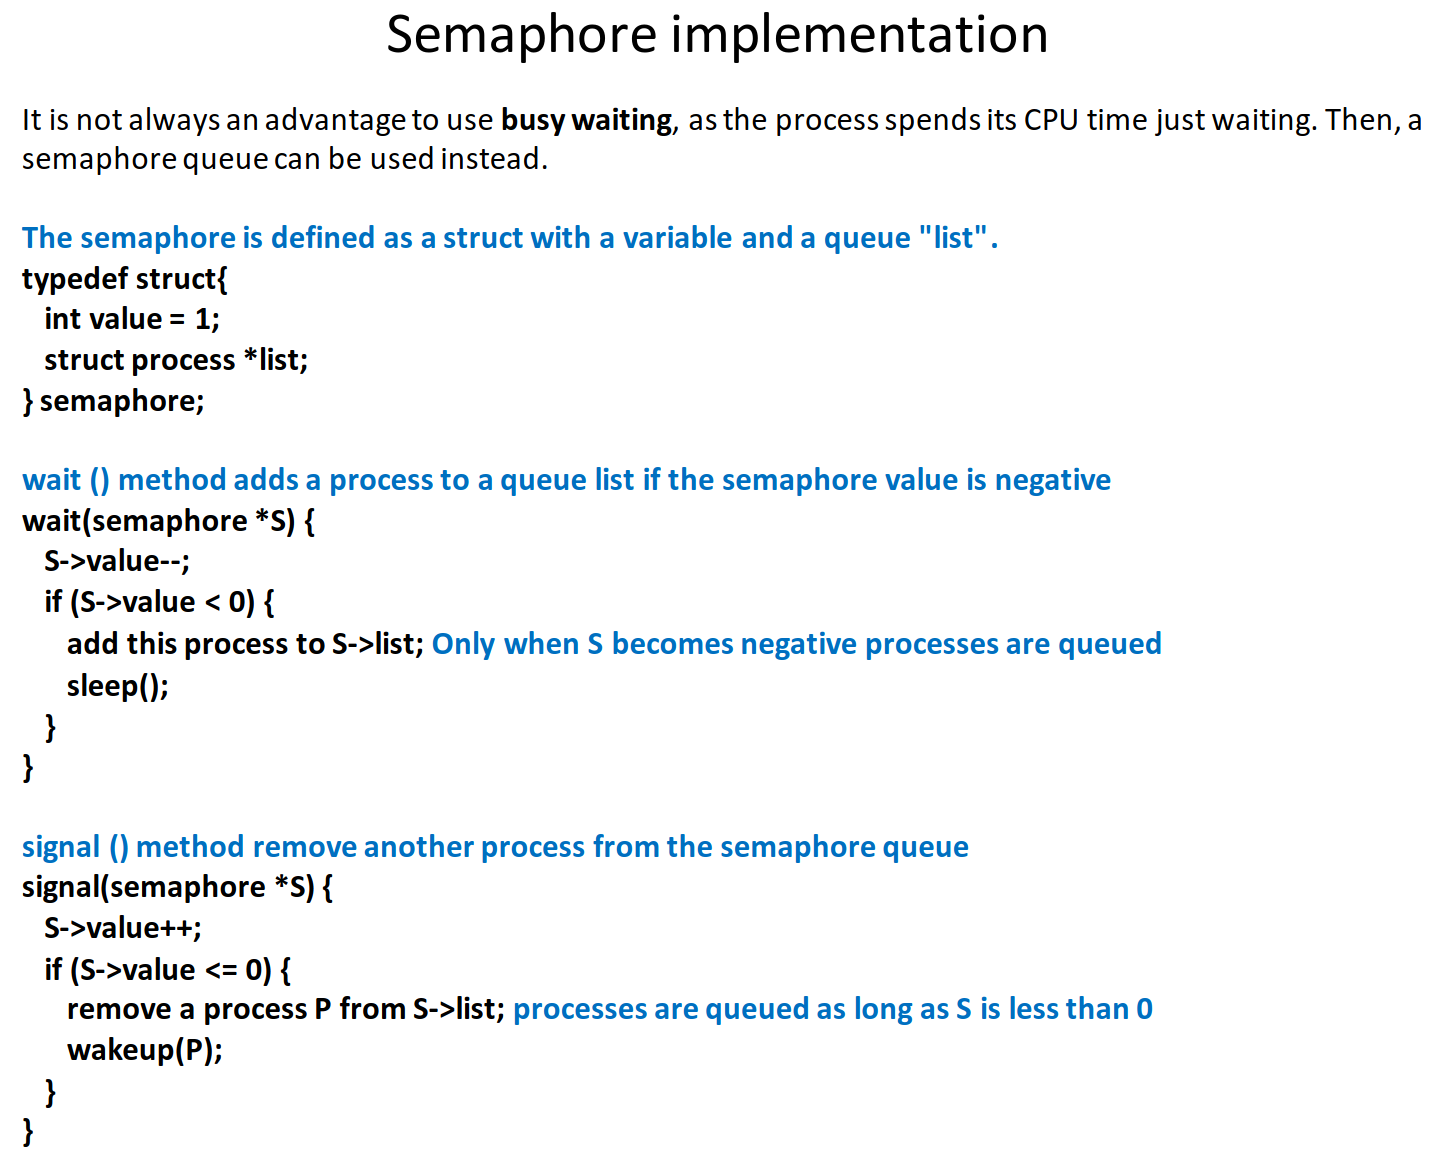 Semaphore implementation
It is not always an advantage to use busy waiting, as the process spends its CPU time just waiting. Then, a
semaphore queue can be used instead.
The semaphore is defined as a struct with a variable and a queue "list".
typedef struct{
int value = 1;
struct process *list;
} semaphore;
wait () method adds a process to a queue list if the semaphore value is negative
wait(semaphore *S) {
S->value--;
if (S->value < 0) {
add this process to S->list; Only when S becomes negative processes are queued
sleep();
}
}
signal () method remove another process from the semaphore queue
signal(semaphore *S) {
S->value++;
if (S->value <= 0) {
remove a process P from S->list; processes are queued as long as S is less than 0
wakeup(P);
}
}